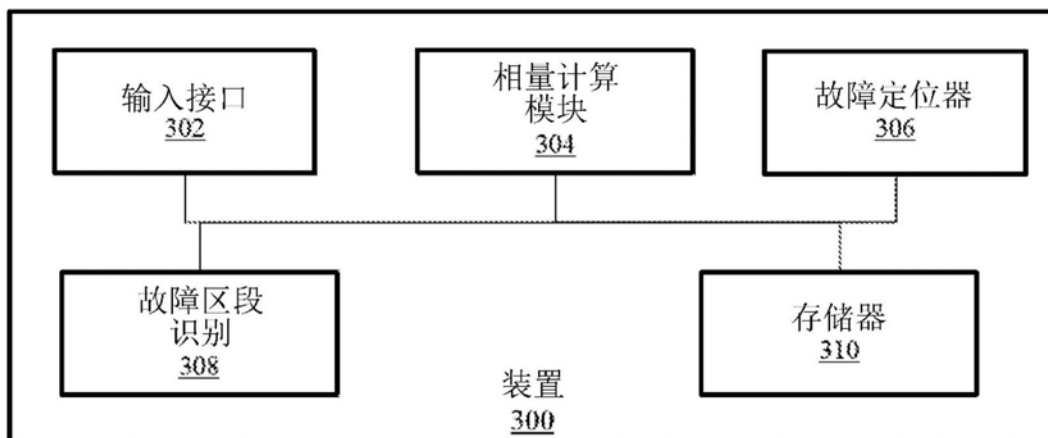 输入接口
302
相量计算
模块
304
故障定位器
306
故障区段
识别
308
存储器
310
装置
300